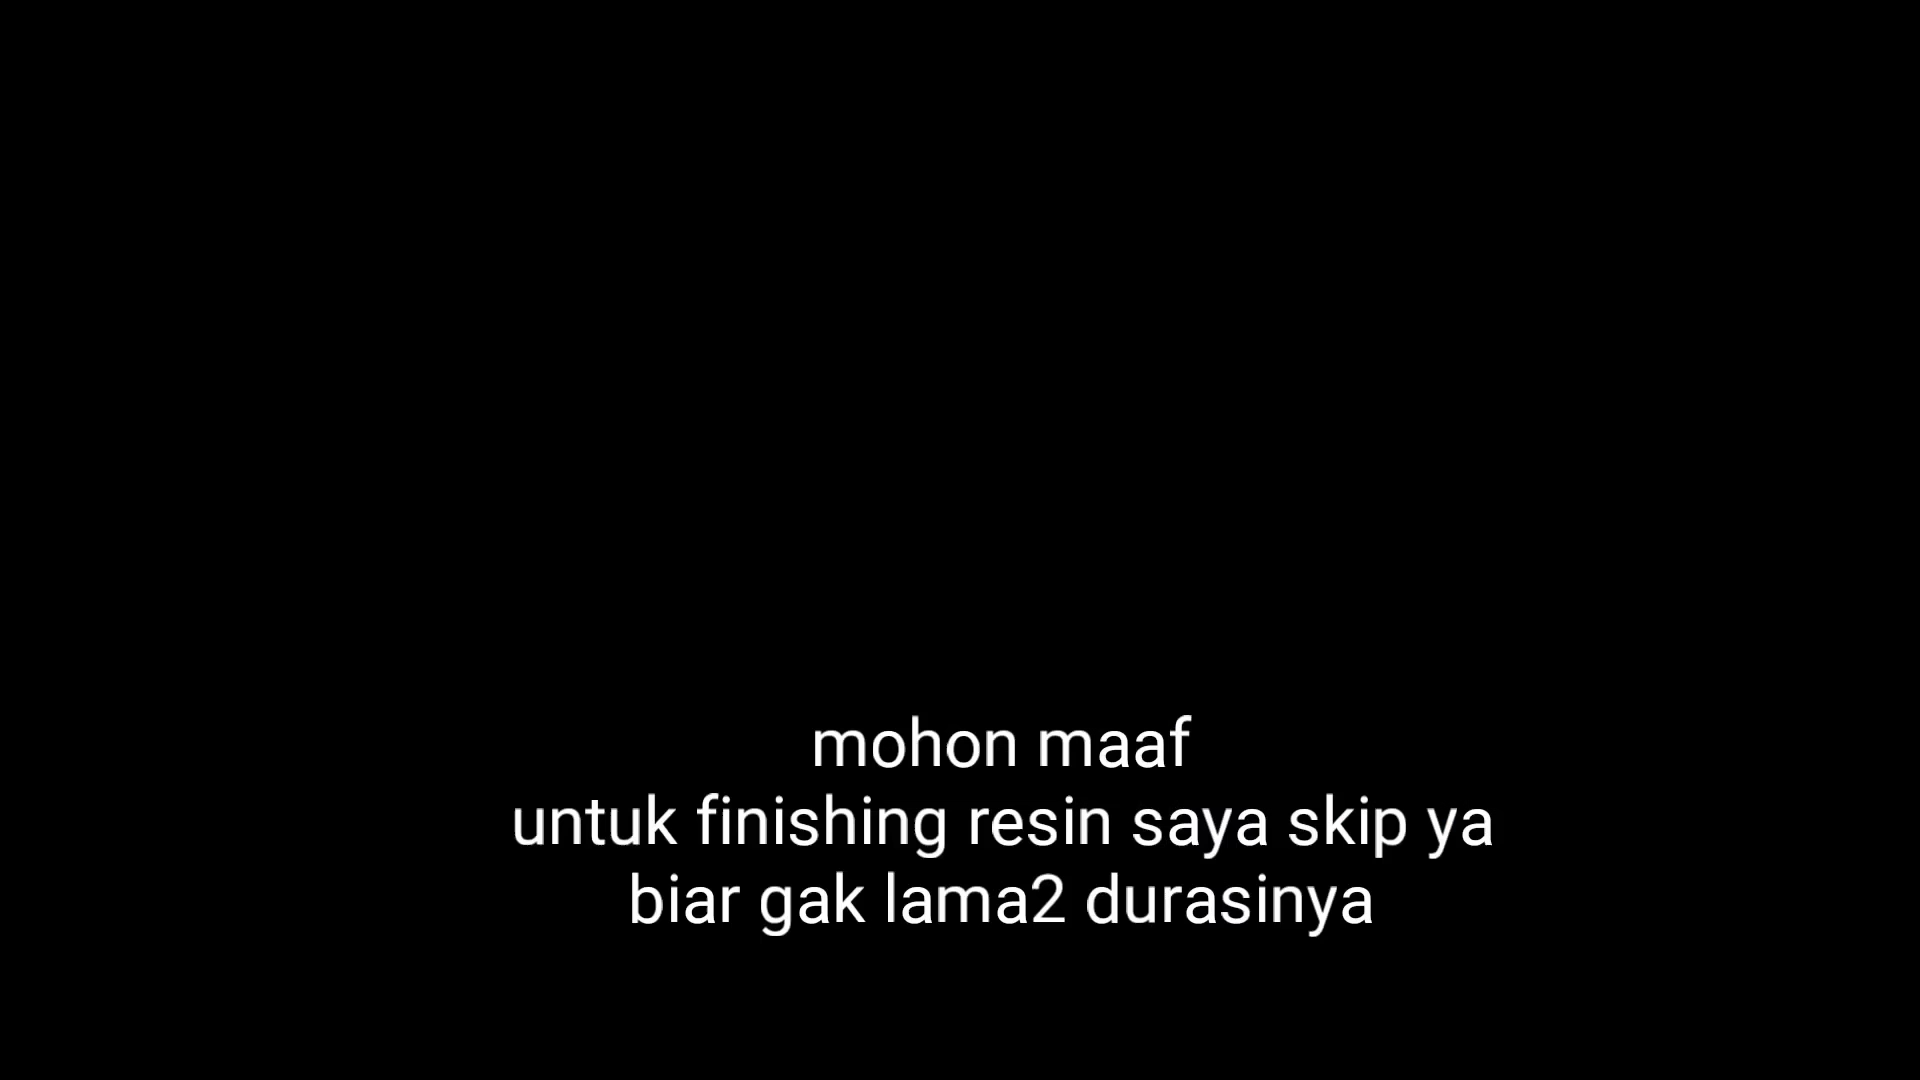 mohon maaf
untuk finishing resin saya skip ya
biar gak lama2 durasinya